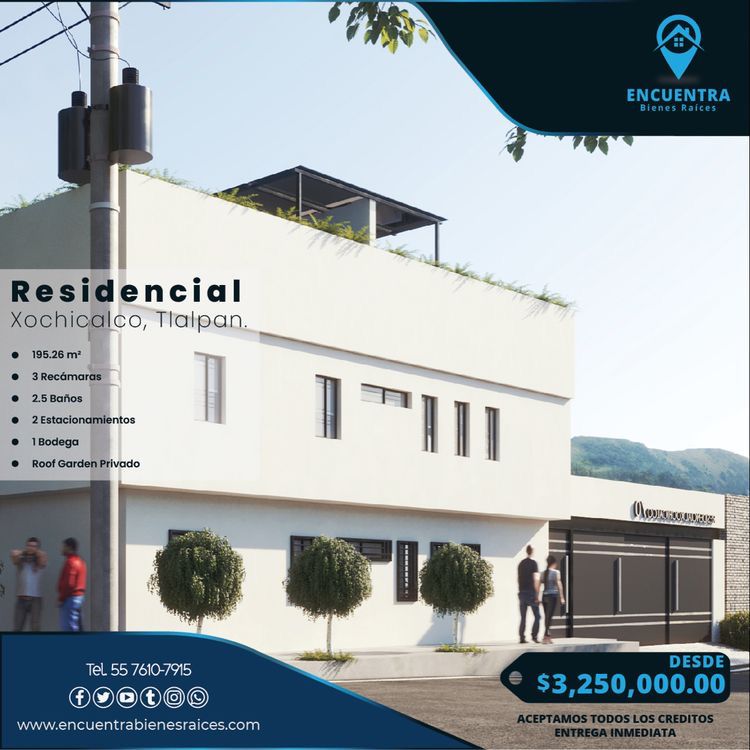 ENCUENTRA
Bienes Raíces
Residencial
Xochicalco, Tlalpan.
195.26 m²
3 Recámaras
2.5 Baños
2 Estacionamientos
1 Bodega
Roof Garden Privado
Tel. 55 7610-7915
www.encuentrabienesraices.com
DESDE
$3,250,000.00
ACEPTAMOS TODOS LOS CREDITOS
ENTREGA INMEDIATA